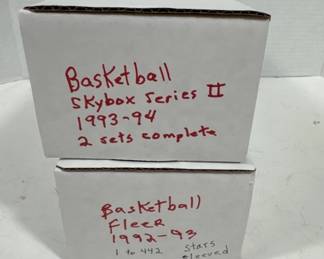 Basketball
Skybox Series II
1993-94
2 sets complete
Basketball
Fleer
1992-93
1 to 442
Stars
sleeved